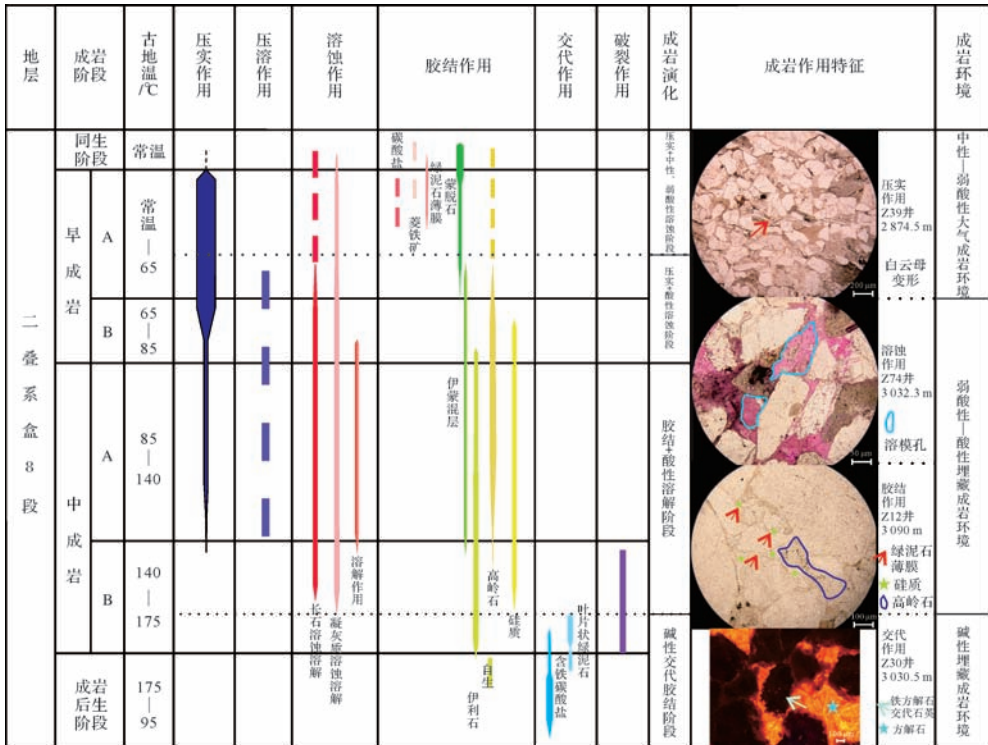 地层
成岩
阶段
古
地
温
/℃
压实作用
压溶作用
溶蚀作用
胶结作用
交代作用
破裂作用
成岩演化
成岩作用特征
成岩环境
二叠系盒8段
同生
阶段
常温
早成岩
A
常
温
—
65
B
65
—
85
中成岩
A
85
—
140
B
140
—
175
成岩
后生
阶段
175
—
95
长石溶蚀溶解
凝灰质溶蚀溶解
溶解作用
碳酸盐
菱铁矿
绿泥石薄膜
蒙脱石
伊蒙混层
伊利石
自生
高岭石
硅质
含铁碳酸盐
叶片状绿泥石
压实+中性、弱酸性溶蚀阶段
压实+酸性溶蚀阶段
胶结+酸性溶解阶段
碱性交代胶结阶段
压实
作用
Z39井
2 874.5 m
白云母
变形
200 μm
溶蚀
作用
Z74井
3 032.3 m
溶模孔
50 μm
胶结
作用
Z12井
3 090 m
绿泥石
薄膜
硅质
高岭石
100 μm
交代
作用
Z30井
3 030.5 m
铁方解石
交代石英
方解石
中性—弱酸性大气成岩环境
弱酸性—酸性埋藏成岩环境
碱性埋藏成岩环境